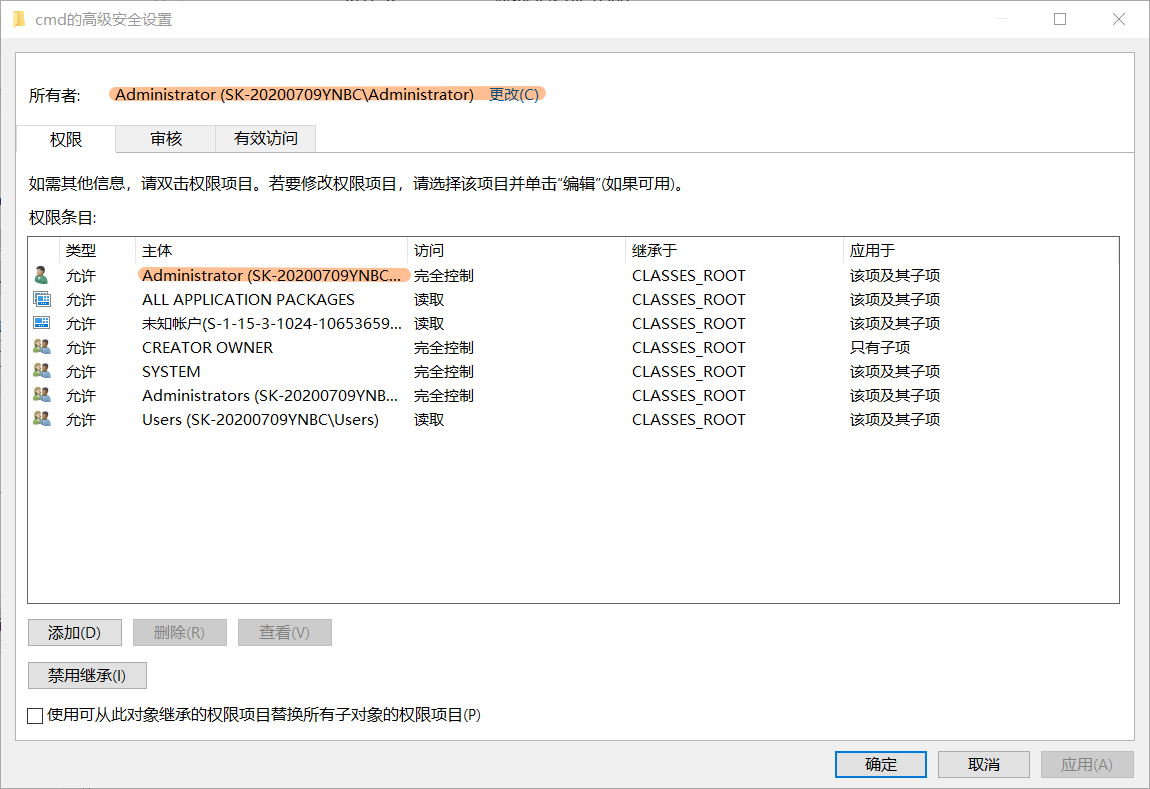 cmd的高级安全设置
所有者: Administrator (SK-20200709YNBC\Administrator) 更改(C)
权限 审核 有效访问
如需其他信息，请双击权限项目。若要修改权限项目，请选择该项目并单击“编辑”(如果可用)。
权限条目:
类型 主体 访问 继承于 应用于
允许 Administrator (SK-20200709YNBC... 完全控制 CLASSES_ROOT 该项及其子项
允许 ALL APPLICATION PACKAGES 读取 CLASSES_ROOT 该项及其子项
允许 未知帐户(S-1-15-3-1024-10653659... 读取 CLASSES_ROOT 该项及其子项
允许 CREATOR OWNER 完全控制 CLASSES_ROOT 只有子项
允许 SYSTEM 完全控制 CLASSES_ROOT 该项及其子项
允许 Administrators (SK-20200709YNB... 完全控制 CLASSES_ROOT 该项及其子项
允许 Users (SK-20200709YNBC\Users) 读取 CLASSES_ROOT 该项及其子项
添加(D) 删除(R) 查看(V)
禁用继承(I)
使用可从此对象继承的权限项目替换所有子对象的权限项目(P)
确定 取消 应用(A)